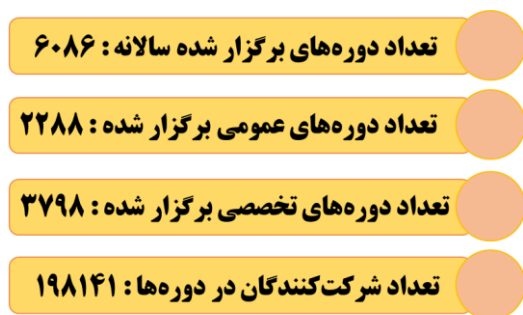 تعداد دوره‌های برگزار شده سالانه : ۶۰۸۶
تعداد دوره‌های عمومی برگزار شده : ۲۲۸۸
تعداد دوره‌های تخصصی برگزار شده : ۳۷۹۸
تعداد شرکت‌کنندگان در دوره‌ها : ۱۹۸۱۴۱